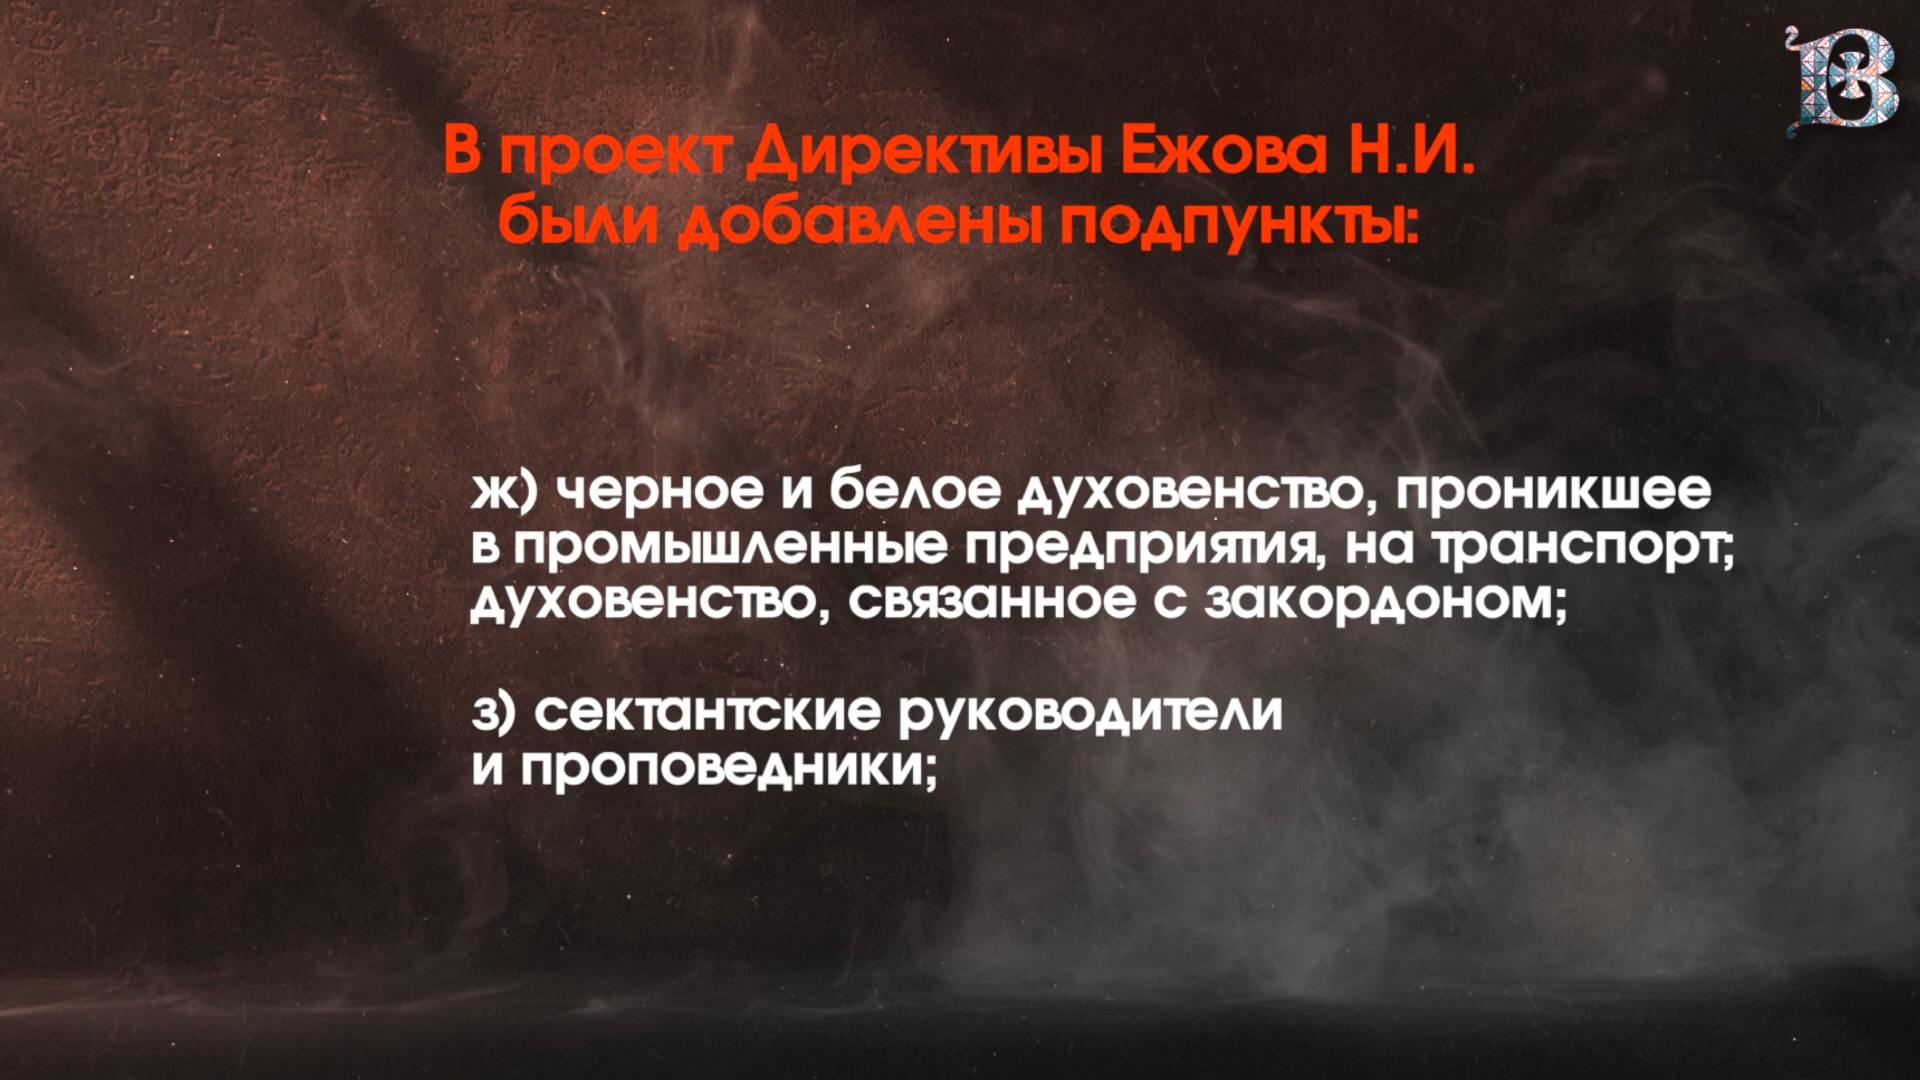 В проект Директивы Ежова Н.И.
были добавлены подпункты:
ж) черное и белое духовенство, проникшее
в промышленные предприятия, на транспорт;
духовенство, связанное с закордоном;
з) сектантские руководители
и проповедники;